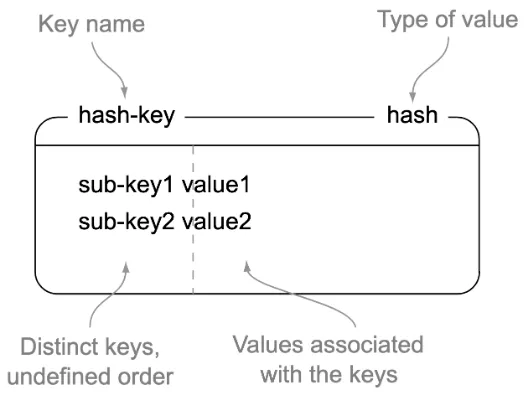 Key name
Type of value
hash-key
hash
sub-key1 value1
sub-key2 value2
Distinct keys,
undefined order
Values associated
with the keys